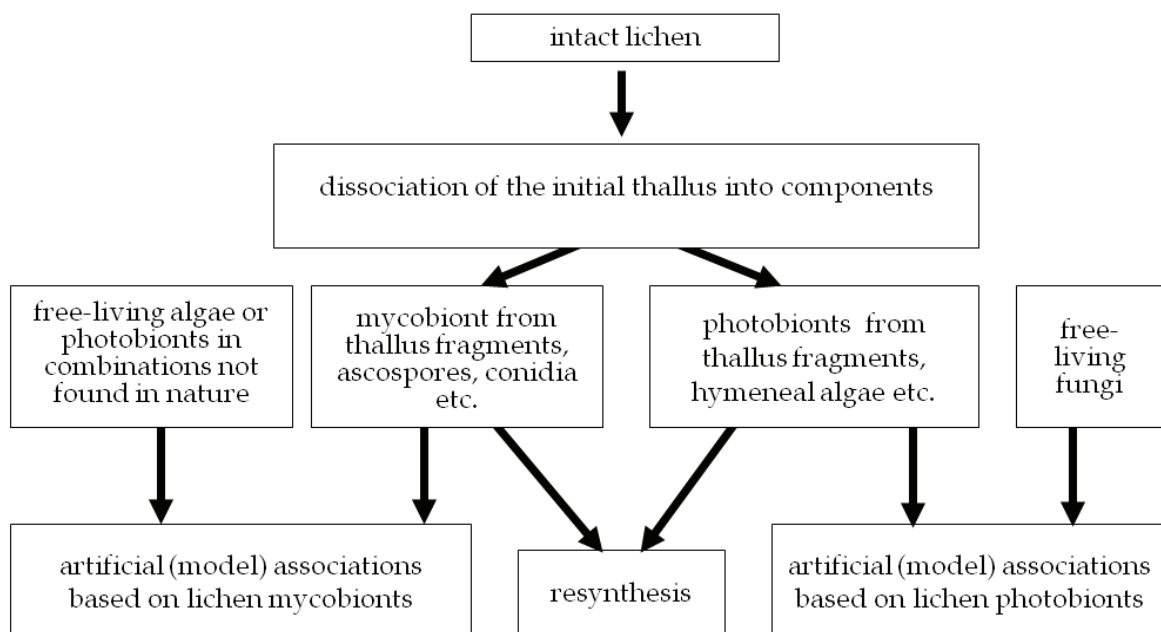 intact lichen
dissociation of the initial thallus into components
free-living algae or
photobionts in
combinations not
found in nature
mycobiont from
thallus fragments,
ascospores, conidia
etc.
photobionts from
thallus fragments,
hymeneal algae etc.
free-
living
fungi
artificial (model) associations
based on lichen mycobionts
resynthesis
artificial (model) associations
based on lichen photobionts